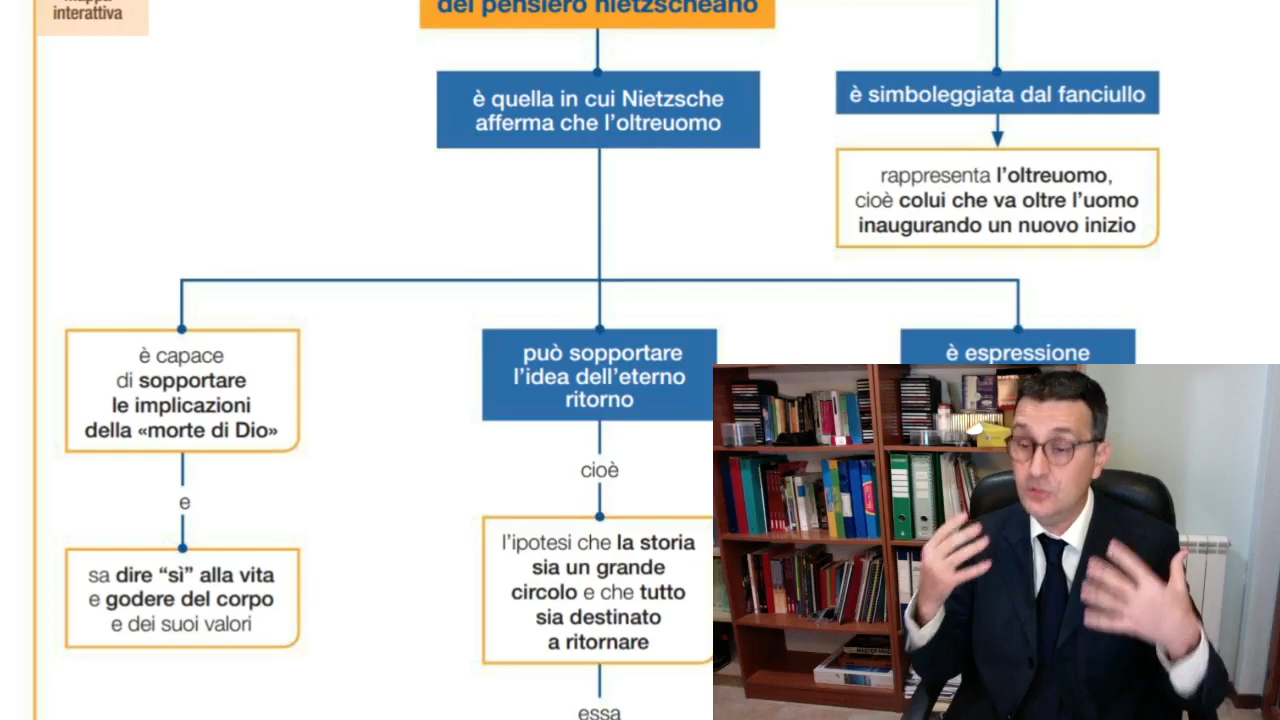 mappa
interattiva
del pensiero nietzscheano
è quella in cui Nietzsche
afferma che l’oltreuomo
è simboleggiata dal fanciullo
rappresenta l’oltreuomo,
cioè colui che va oltre l’uomo
inaugurando un nuovo inizio
è capace
di sopportare
le implicazioni
della «morte di Dio»
e
sa dire “sì” alla vita
e godere del corpo
e dei suoi valori
può sopportare
l’idea dell’eterno
ritorno
cioè
l’ipotesi che la storia
sia un grande
circolo e che tutto
sia destinato
a ritornare
essa
è espressione